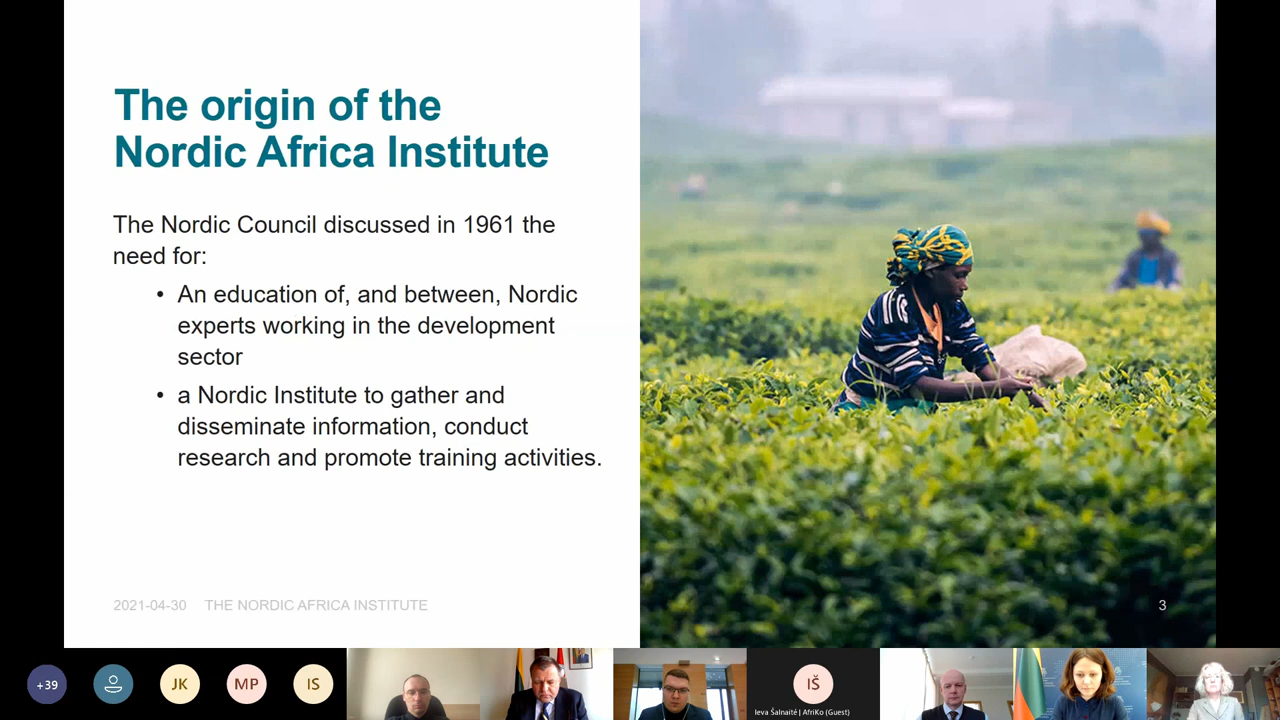 The origin of the
Nordic Africa Institute
The Nordic Council discussed in 1961 the
need for:
• An education of, and between, Nordic
experts working in the development
sector
• a Nordic Institute to gather and
disseminate information, conduct
research and promote training activities.
2021-04-30 THE NORDIC AFRICA INSTITUTE
3
+39
JK
MP
IS
IŠ
Ieva Šalnaitė | AfriKo (Guest)